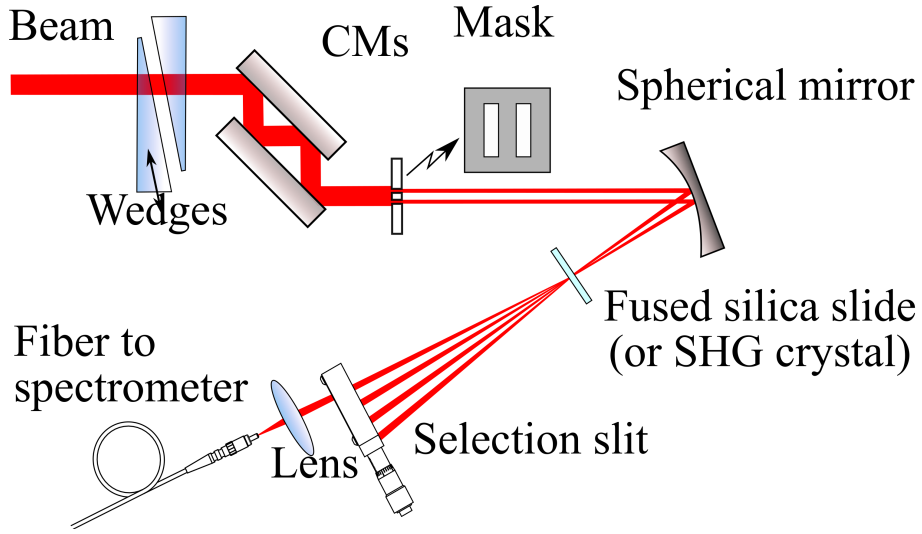 Beam
CMs
Mask
Spherical mirror
Wedges
Fused silica slide
(or SHG crystal)
Fiber to
spectrometer
Selection slit
Lens